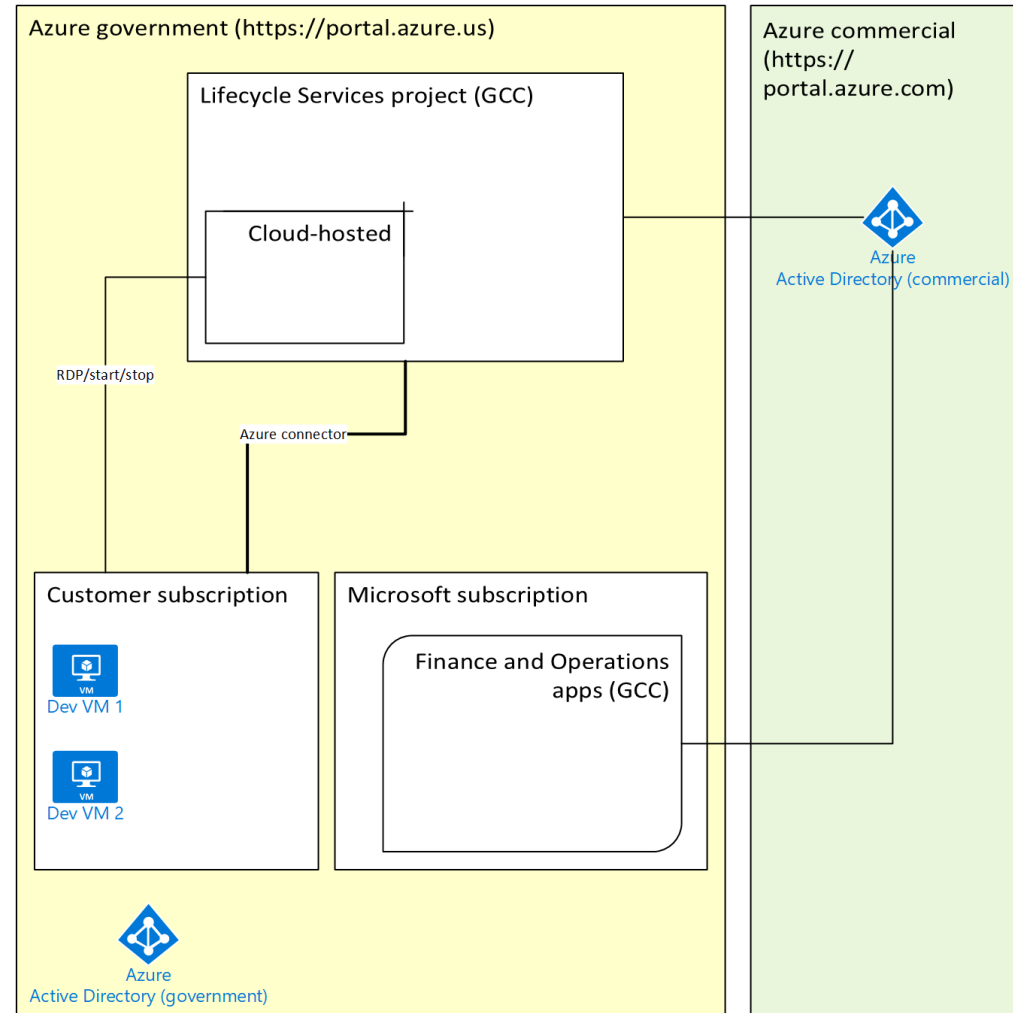 Azure government (https://portal.azure.us)
Azure commercial
(https://
portal.azure.com)
Lifecycle Services project (GCC)
Cloud-hosted
Azure
Active Directory (commercial)
RDP/start/stop
Azure connector
Customer subscription
Microsoft subscription
Finance and Operations
apps (GCC)
VM
Dev VM 1
VM
Dev VM 2
Azure
Active Directory (government)